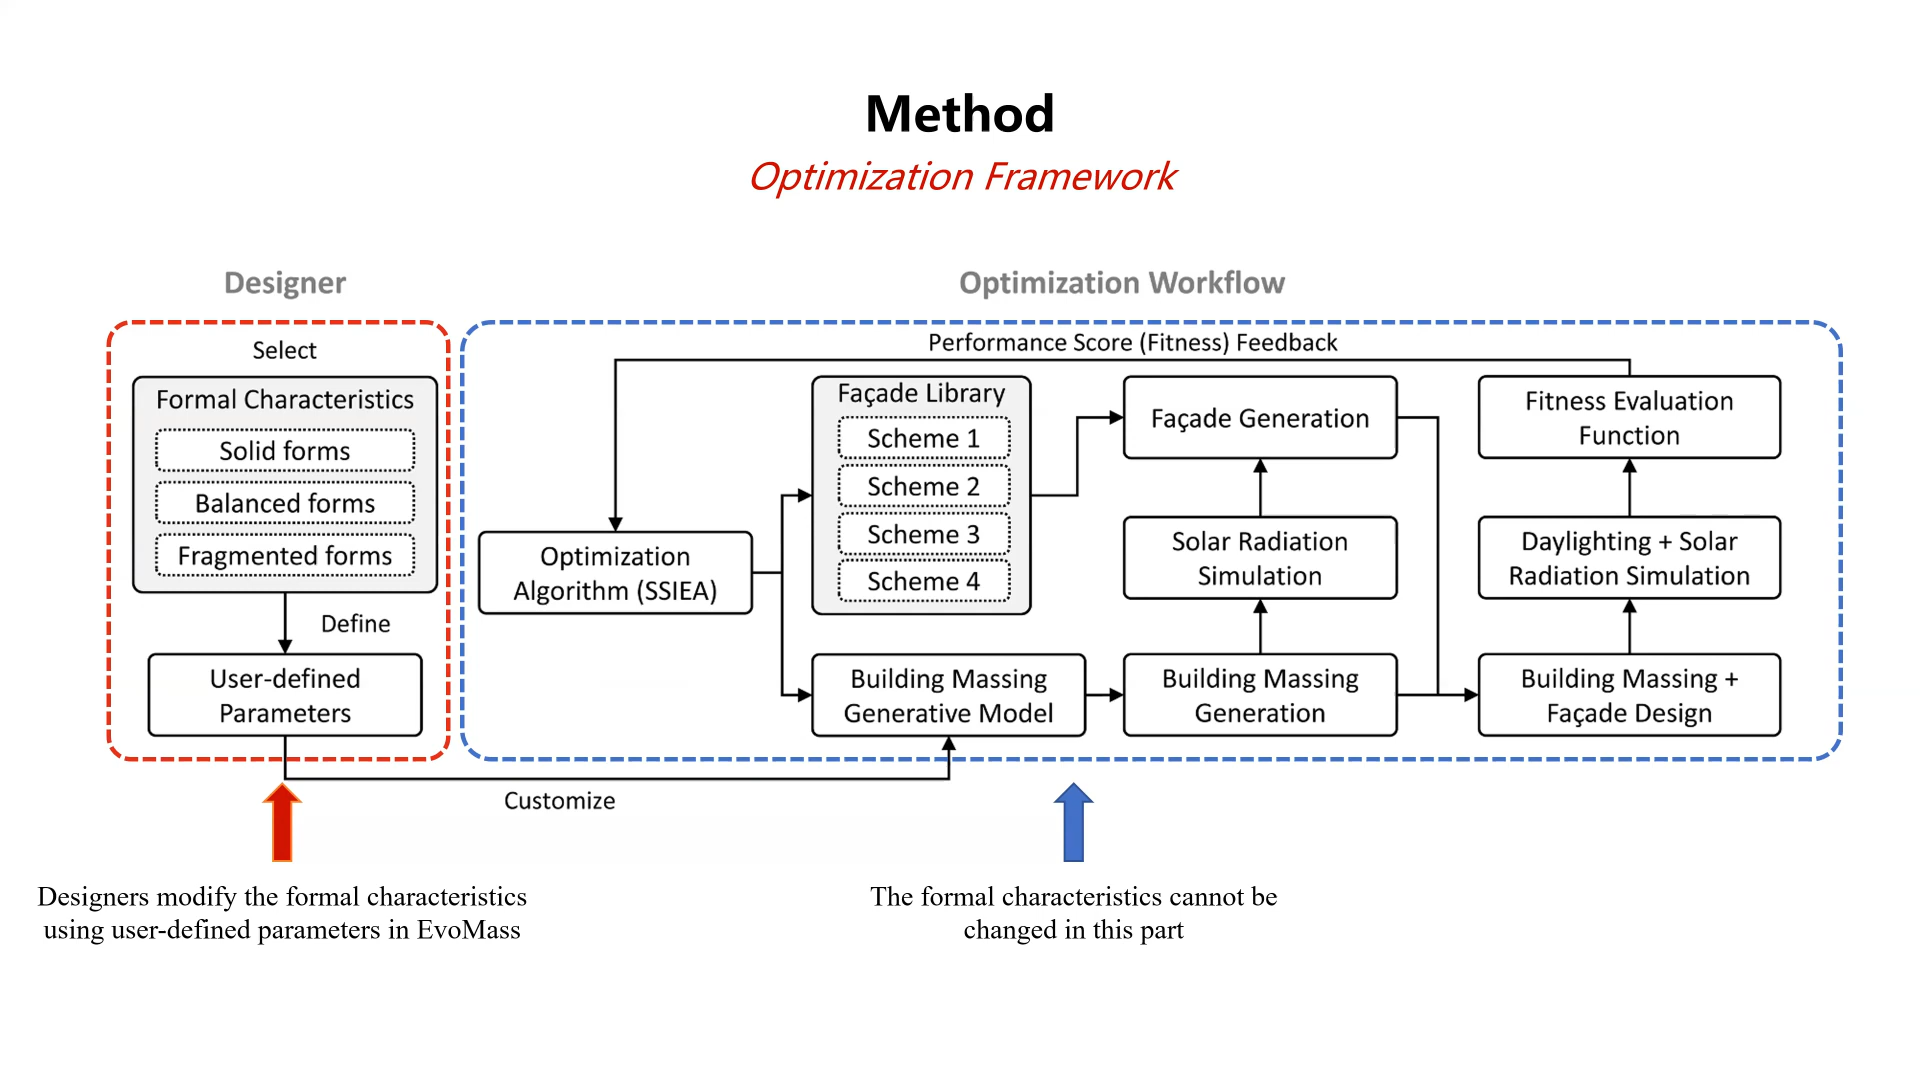 Method
Optimization Framework
Designer
Select
Formal Characteristics
Solid forms
Balanced forms
Fragmented forms
Define
User-defined
Parameters
Customize
Designers modify the formal characteristics
using user-defined parameters in EvoMass
Optimization Workflow
Performance Score (Fitness) Feedback
Optimization
Algorithm (SSIEA)
Façade Library
Scheme 1
Scheme 2
Scheme 3
Scheme 4
Building Massing
Generative Model
Façade Generation
Solar Radiation
Simulation
Building Massing
Generation
Fitness Evaluation
Function
Daylighting + Solar
Radiation Simulation
Building Massing +
Façade Design
The formal characteristics cannot be
changed in this part